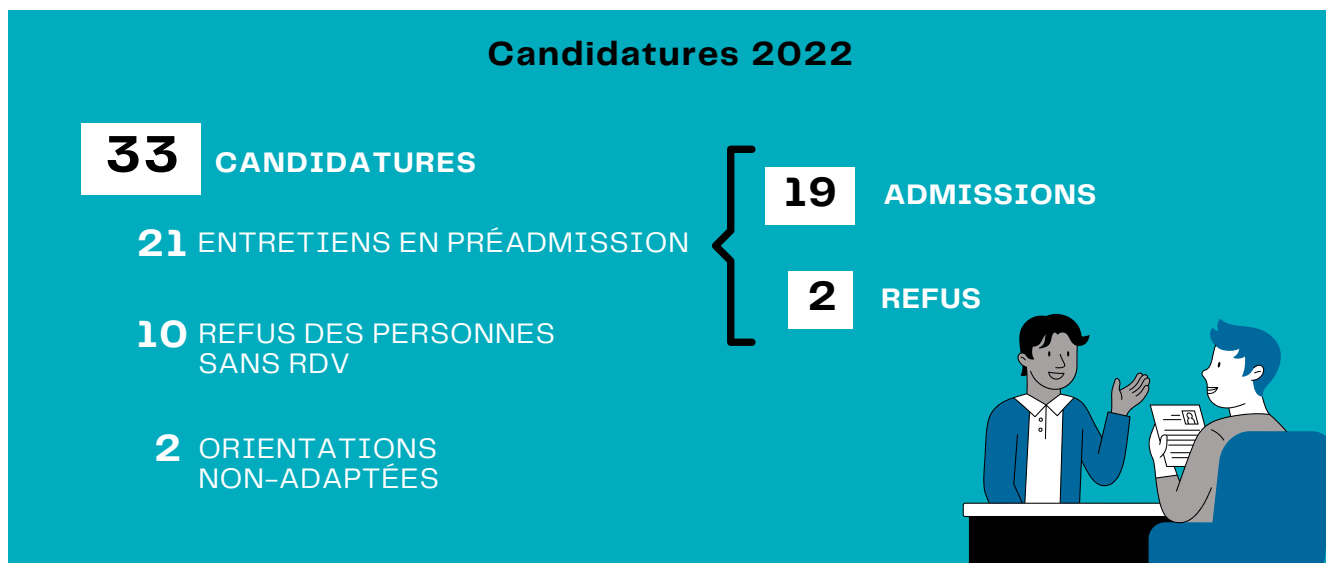 Candidatures 2022
33 CANDIDATURES
21 ENTRETIENS EN PRÉADMISSION
10 REFUS DES PERSONNES
SANS RDV
2 ORIENTATIONS
NON-ADAPTÉES
19 ADMISSIONS
2 REFUS